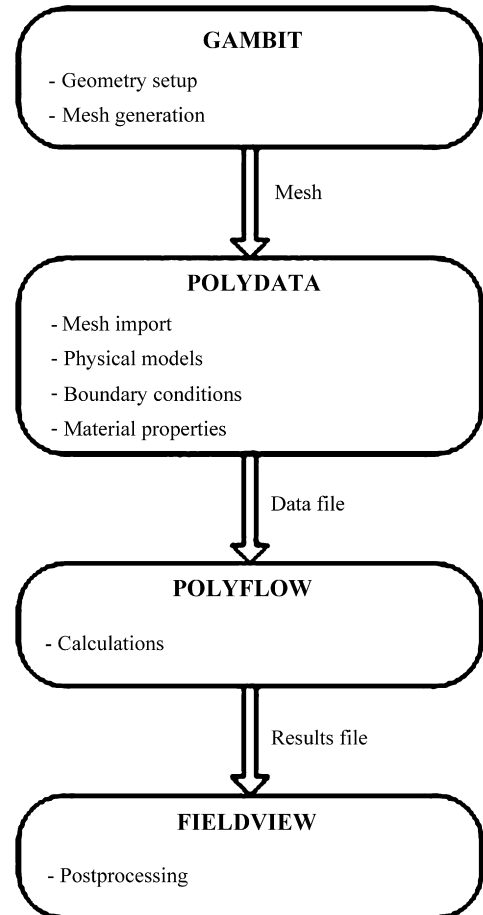 GAMBIT
- Geometry setup
- Mesh generation
Mesh
POLYDATA
- Mesh import
- Physical models
- Boundary conditions
- Material properties
Data file
POLYFLOW
- Calculations
Results file
FIELDVIEW
- Postprocessing